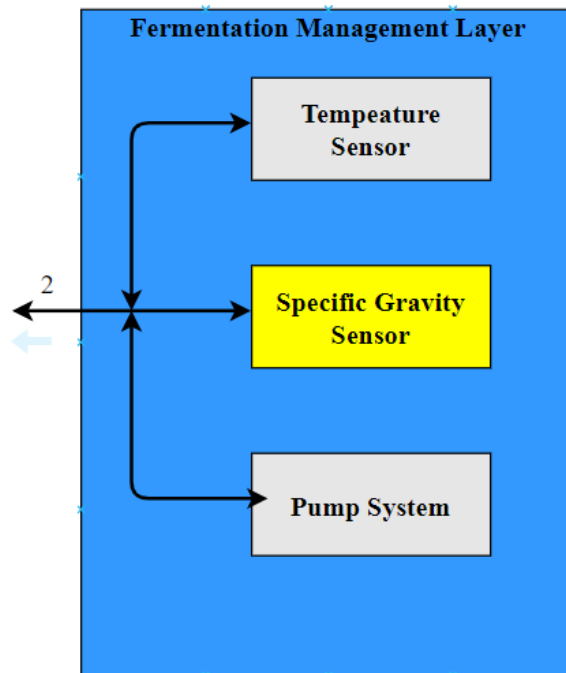 Fermentation Management Layer
Tempeature
Sensor
2
Specific Gravity
Sensor
Pump System